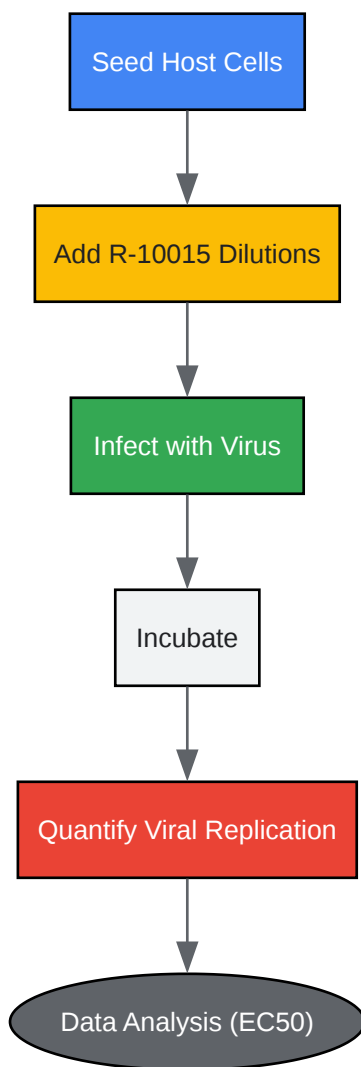 Seed Host Cells
Add R-10015 Dilutions
Infect with Virus
Incubate
Quantify Viral Replication
Data Analysis (EC50)